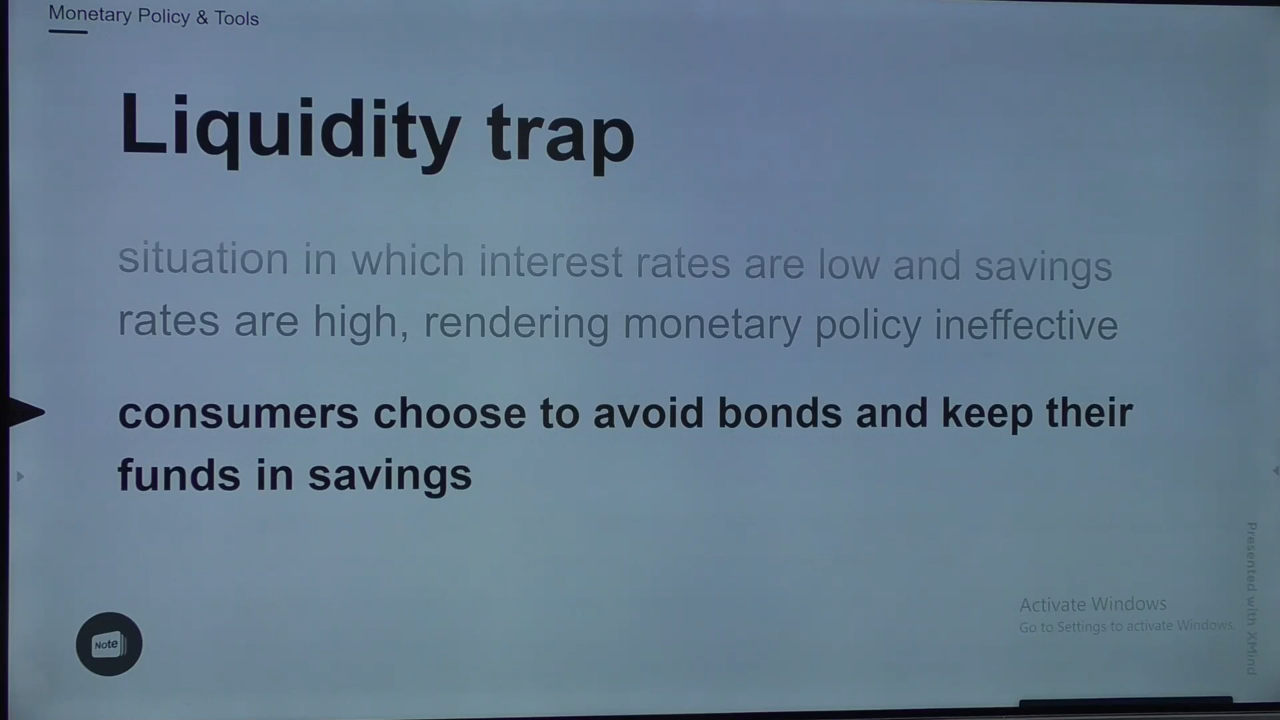 Monetary Policy & Tools
Liquidity trap
situation in which interest rates are low and savings
rates are high, rendering monetary policy ineffective
consumers choose to avoid bonds and keep their
funds in savings
Note
Activate Windows
Go to Settings to activate Windows.
Presented with XMind